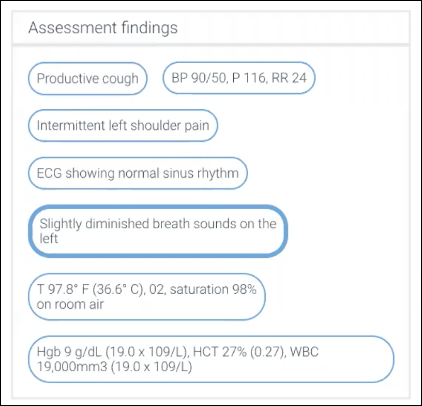 Assessment findings
Productive cough
BP 90/50, P 116, RR 24
Intermittent left shoulder pain
ECG showing normal sinus rhythm
Slightly diminished breath sounds on the
left
T 97.8° F (36.6° C), 02, saturation 98%
on room air
Hgb 9 g/dL (19.0 x 109/L), HCT 27% (0.27), WBC
19,000mm3 (19.0 x 109/L)